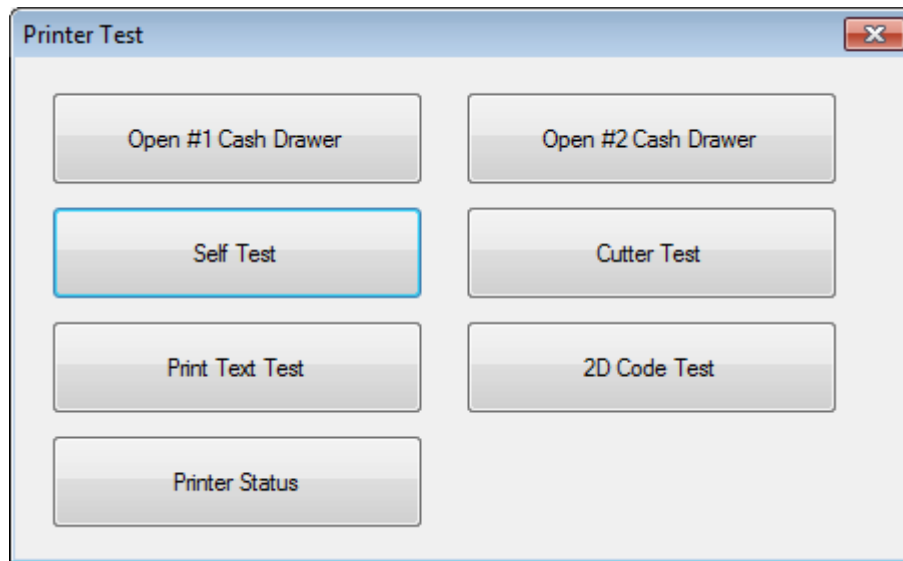 Printer Test
Open #1 Cash Drawer
Open #2 Cash Drawer
Self Test
Cutter Test
Print Text Test
2D Code Test
Printer Status